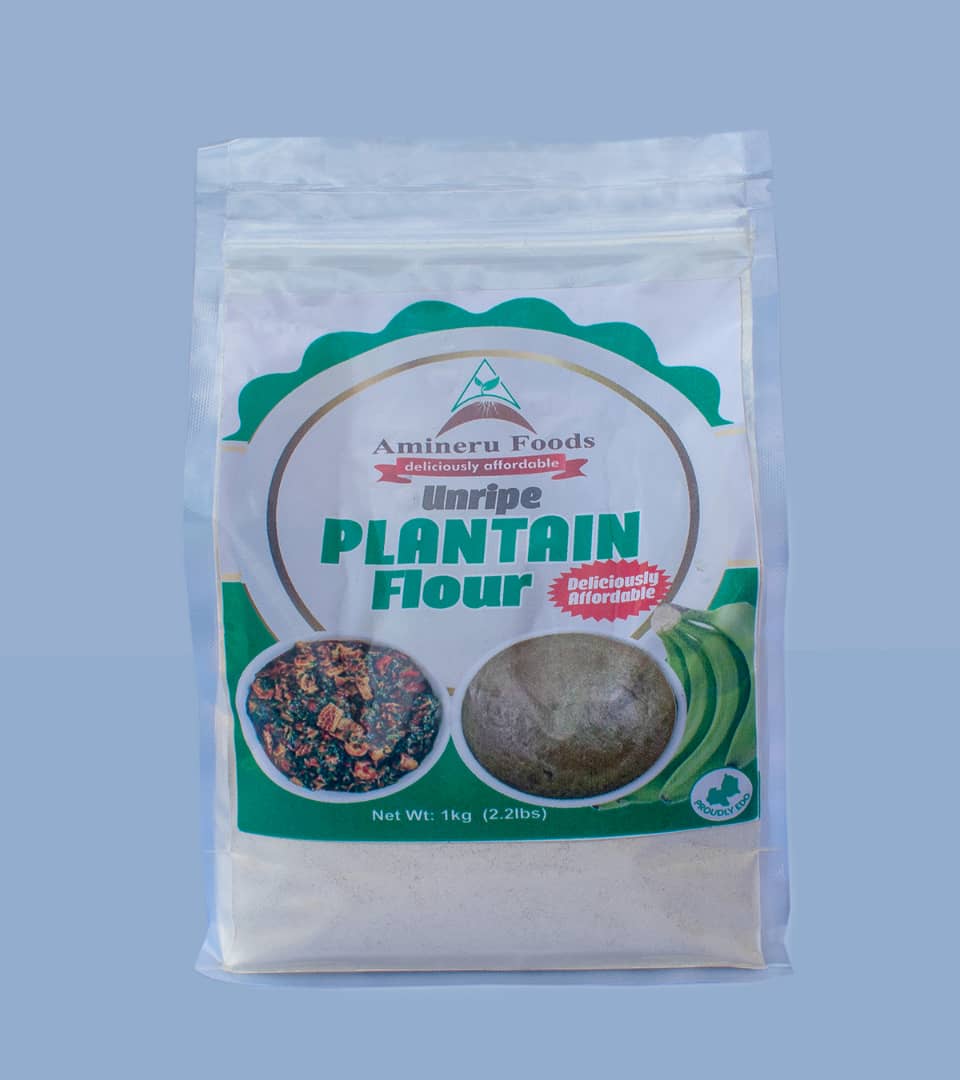 Amineru Foods
deliciously affordable
Unripe
PLANTAIN
Flour
Deliciously
Affordable
Net Wt: 1kg (2.2lbs)
PROUDLY EDO